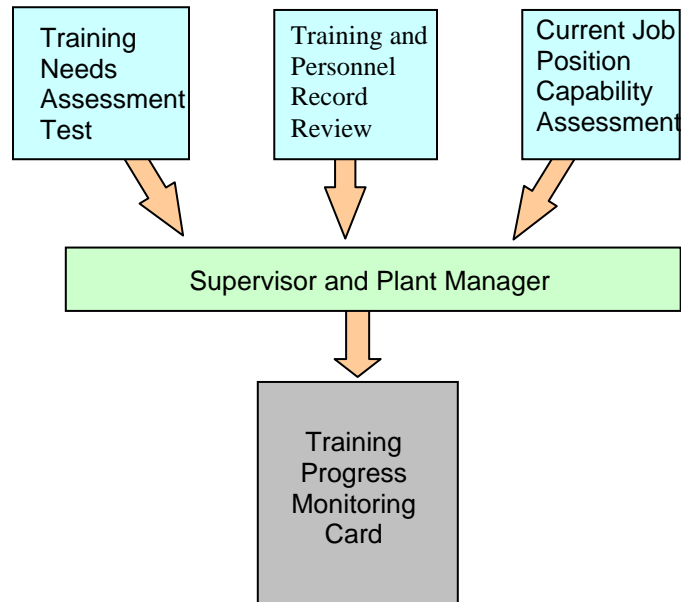 Training
Needs
Assessment
Test
Training and
Personnel
Record
Review
Current Job
Position
Capability
Assessment
Supervisor and Plant Manager
Training
Progress
Monitoring
Card